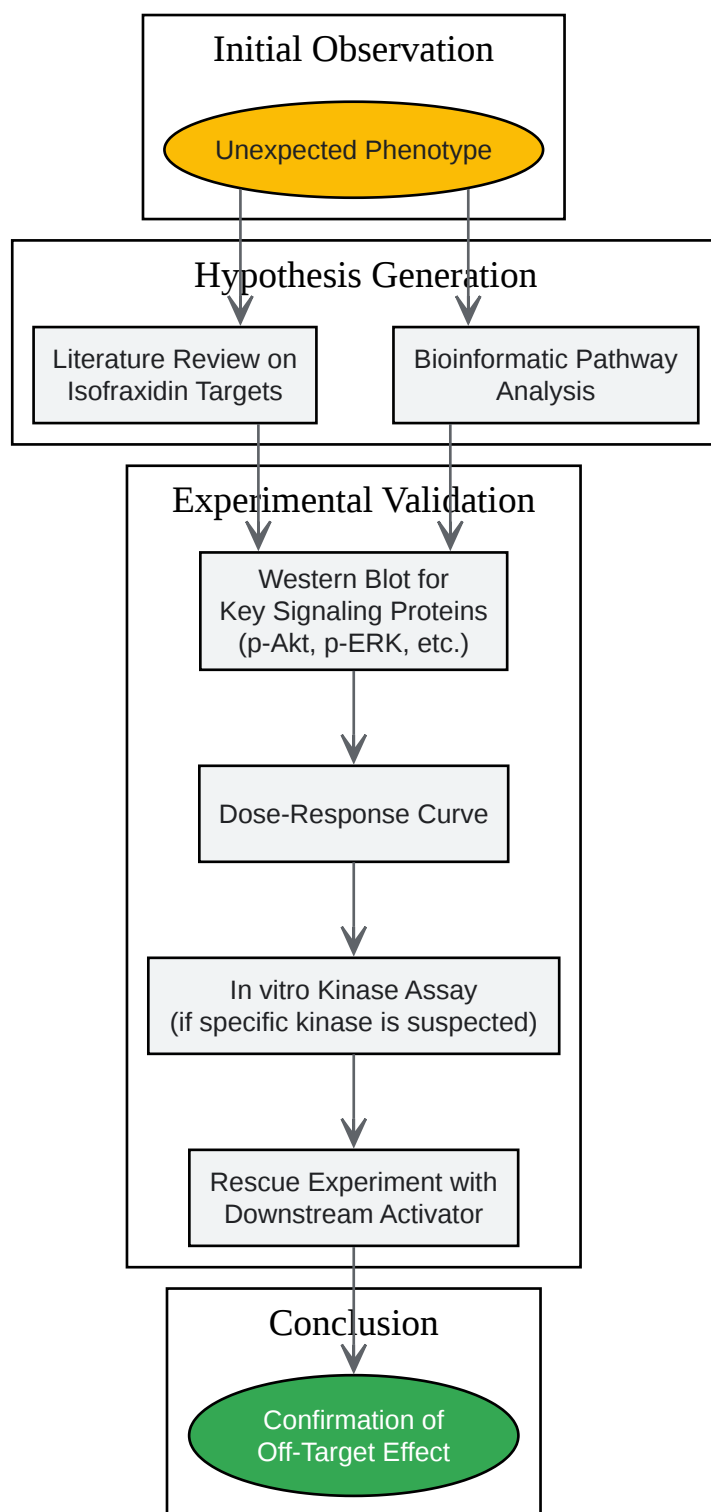 Initial Observation
Unexpected Phenotype
Hypothesis Generation
Literature Review on
Isofraxidin Targets
Bioinformatic Pathway
Analysis
Experimental Validation
Western Blot for
Key Signaling Proteins
(p-Akt, p-ERK, etc.)
Dose-Response Curve
In vitro Kinase Assay
(if specific kinase is suspected)
Rescue Experiment with
Downstream Activator
Conclusion
Confirmation of
Off-Target Effect